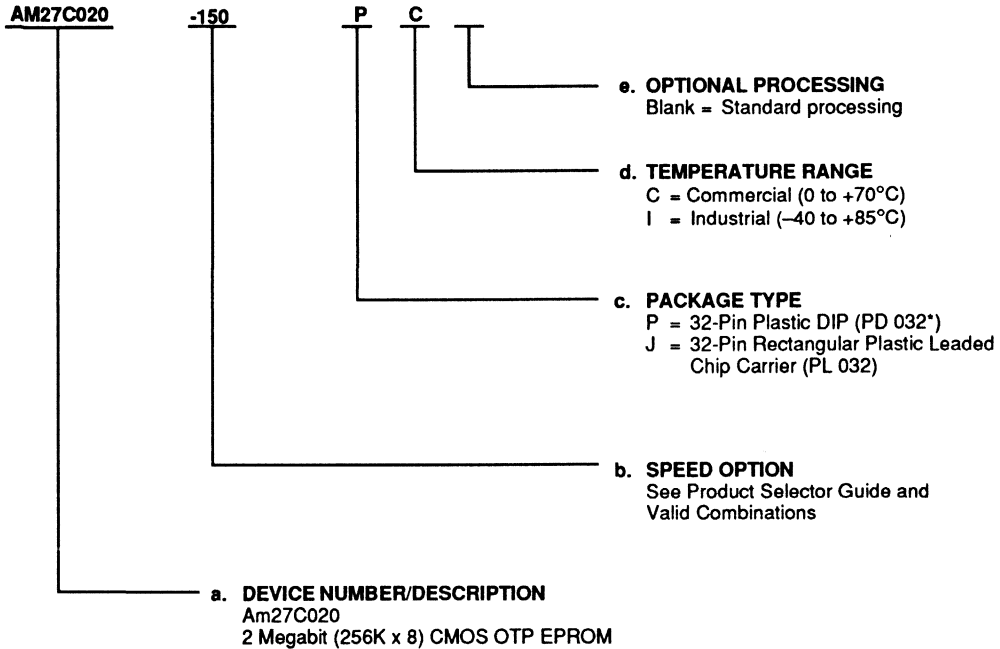 AM27C020 -150 P C
e. OPTIONAL PROCESSING
Blank = Standard processing
d. TEMPERATURE RANGE
C = Commercial (0 to +70°C)
I = Industrial (–40 to +85°C)
c. PACKAGE TYPE
P = 32-Pin Plastic DIP (PD 032*)
J = 32-Pin Rectangular Plastic Leaded
Chip Carrier (PL 032)
b. SPEED OPTION
See Product Selector Guide and
Valid Combinations
a. DEVICE NUMBER/DESCRIPTION
Am27C020
2 Megabit (256K x 8) CMOS OTP EPROM